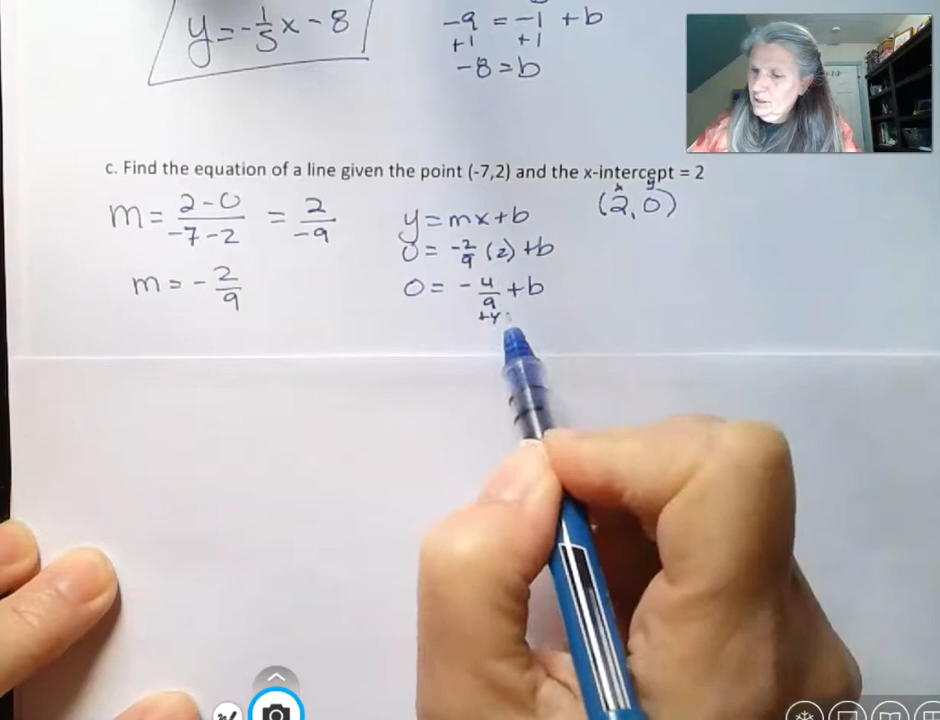 y = -1/5 x - 8
-9 = -1 + b
+1 +1
-8 = b
c. Find the equation of a line given the point (-7,2) and the x-intercept = 2
x y
(2, 0)
m = 2-0/-7-2 = 2/-9
m = - 2/9
y = mx + b
0 = -2/9 (2) + b
0 = - 4/9 + b
+4